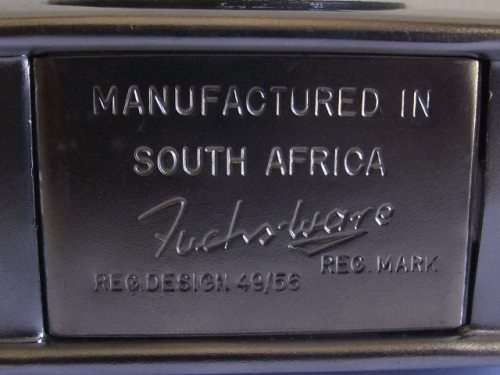 MANUFACTURED IN
SOUTH AFRICA
Fuchsware
REG. MARK
REG.DESIGN 49/56